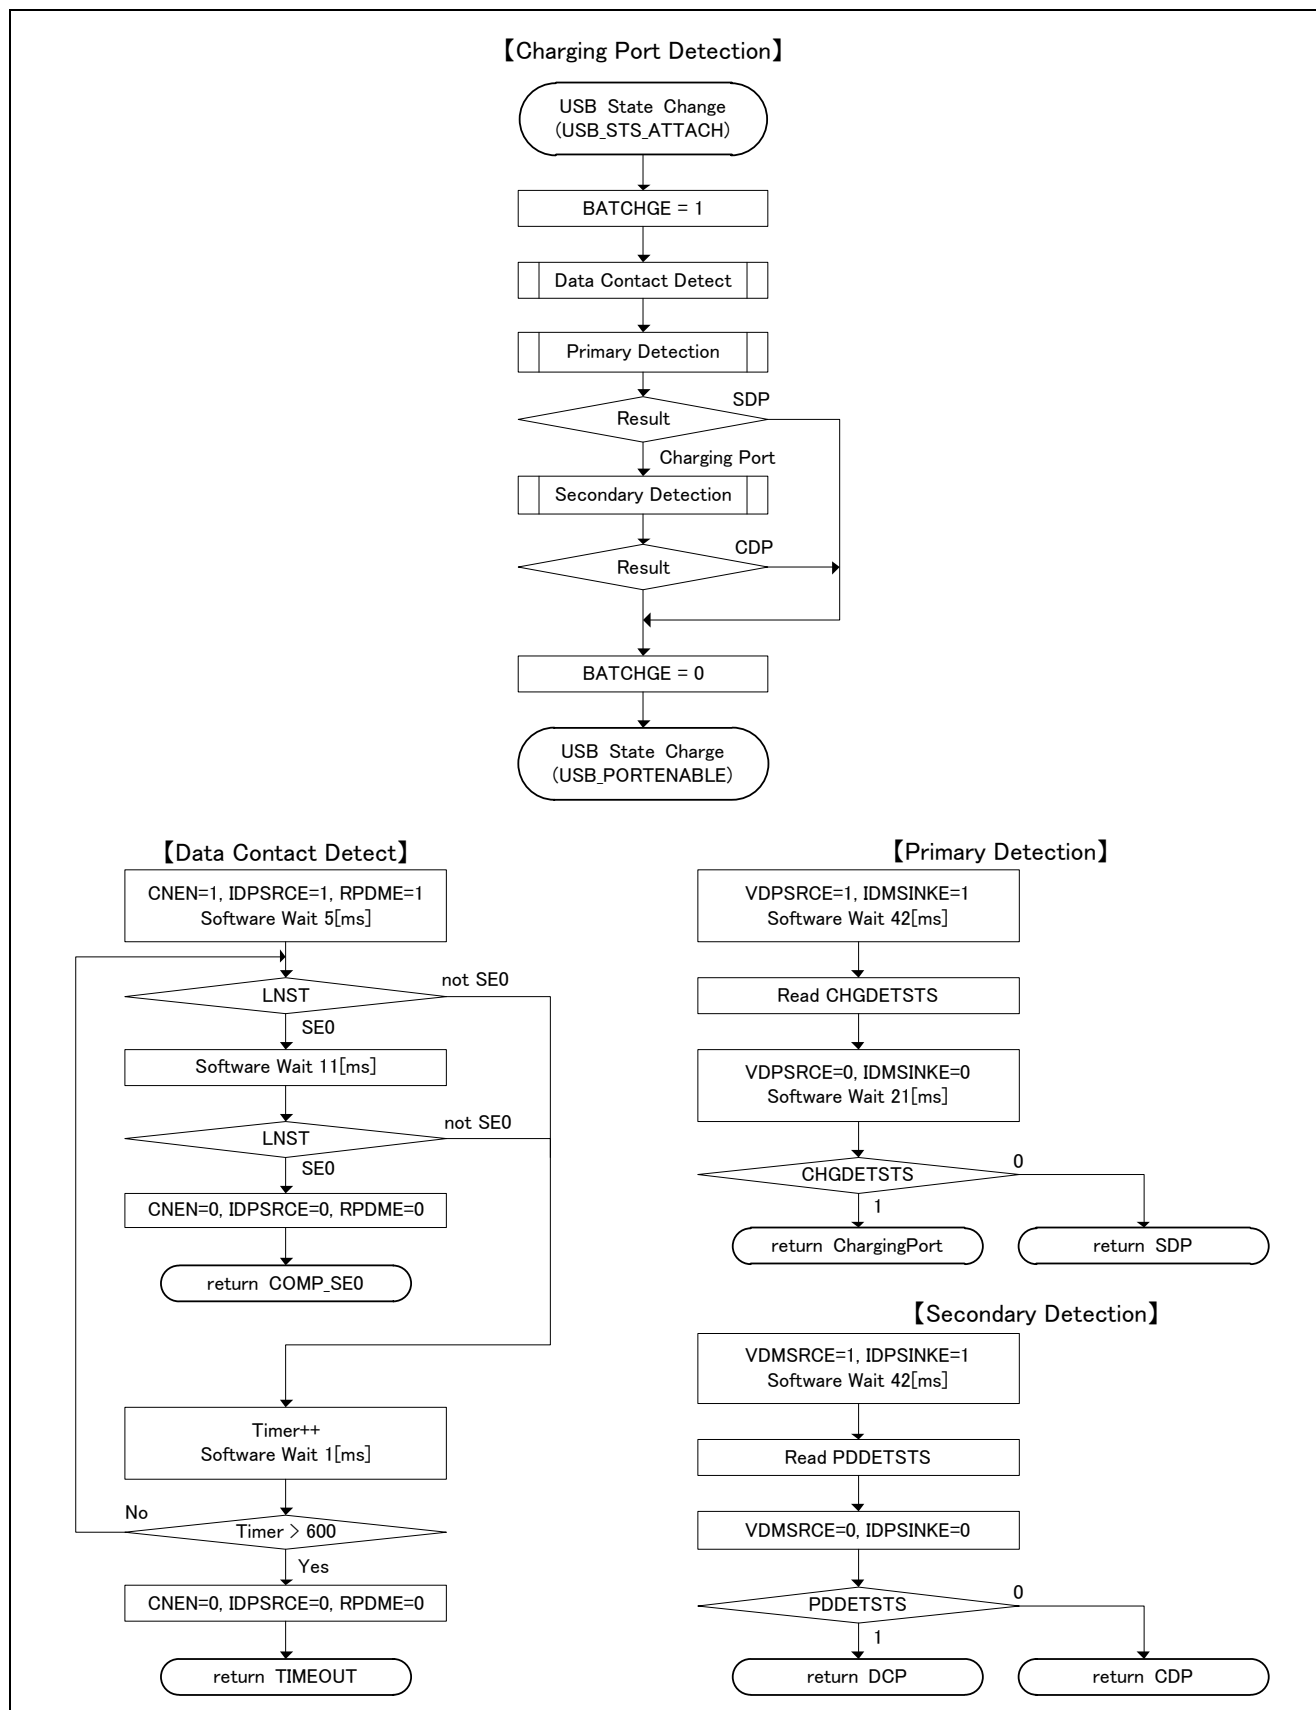 【Charging Port Detection】
USB State Change
(USB_STS_ATTACH)
BATCHGE = 1
Data Contact Detect
Primary Detection
SDP
Result
Charging Port
Secondary Detection
CDP
Result
BATCHGE = 0
USB State Charge
(USB_PORTENABLE)
【Data Contact Detect】
CNEN=1, IDPSRCE=1, RPDME=1
Software Wait 5[ms]
not SE0
LNST
SE0
Software Wait 11[ms]
not SE0
LNST
SE0
CNEN=0, IDPSRCE=0, RPDME=0
return COMP_SE0
Timer++
Software Wait 1[ms]
No
Timer > 600
Yes
CNEN=0, IDPSRCE=0, RPDME=0
return TIMEOUT
【Primary Detection】
VDPSRCE=1, IDMSINKE=1
Software Wait 42[ms]
Read CHGDETSTS
VDPSRCE=0, IDMSINKE=0
Software Wait 21[ms]
0
CHGDETSTS
1
return ChargingPort
return SDP
【Secondary Detection】
VDMSRCE=1, IDPSINKE=1
Software Wait 42[ms]
Read PDDETSTS
VDMSRCE=0, IDPSINKE=0
0
PDDETSTS
1
return DCP
return CDP